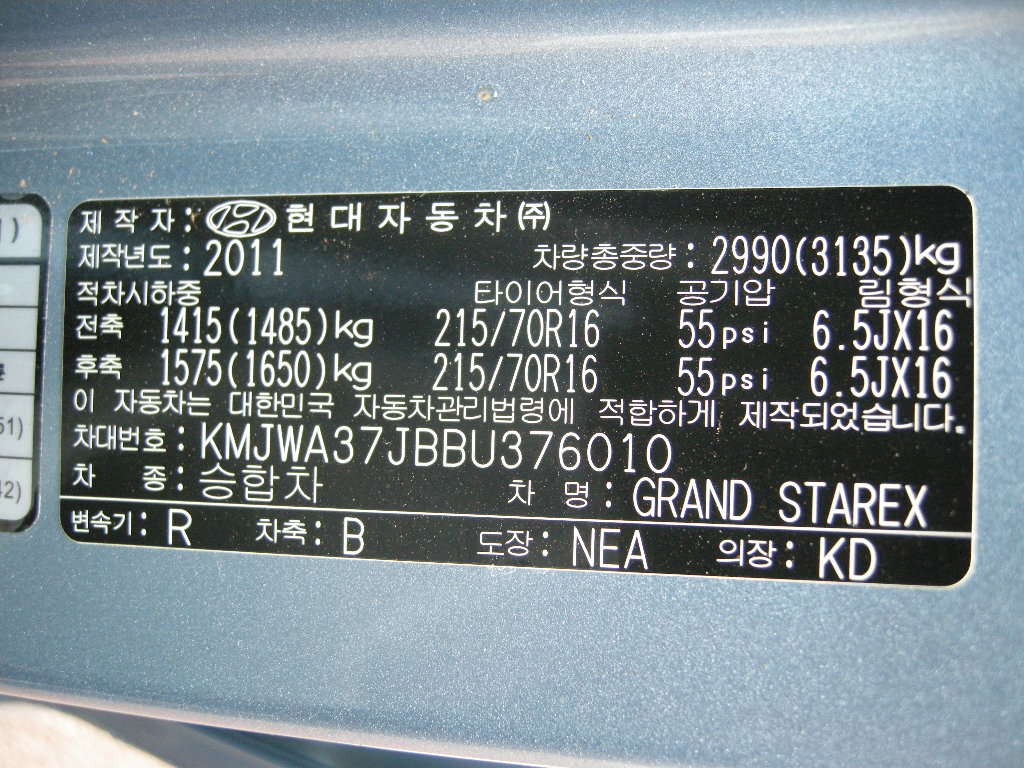 제 작 자 : 현대자동차(주)
제작년도 : 2011 차량총중량 : 2990(3135)kg
적차시하중 타이어형식 공기압 림형식
전축 1415(1485)kg 215/70R16 55psi 6.5JX16
후축 1575(1650)kg 215/70R16 55psi 6.5JX16
이 자동차는 대한민국 자동차관리법령에 적합하게 제작되었습니다.
차대번호 : KMJWA37JBBU376010
차 종 : 승합차 차 명 : GRAND STAREX
변속기 : R 차축 : B 도장 : NEA 의장 : KD